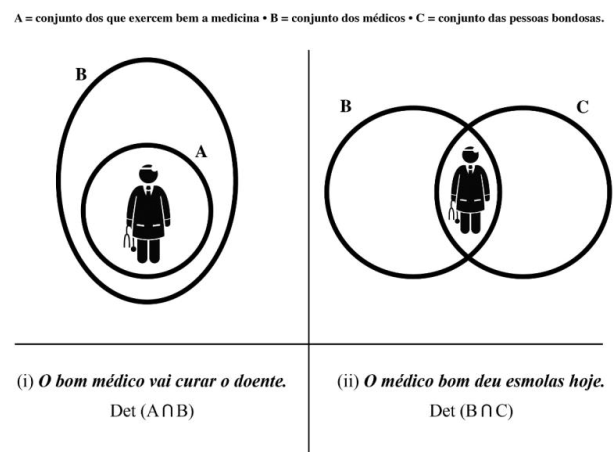 A = conjunto dos que exercem bem a medicina • B = conjunto dos médicos • C = conjunto das pessoas bondosas.
B
A
(i) O bom médico vai curar o doente.
Det (A∩B)
B
C
(ii) O médico bom deu esmolas hoje.
Det (B∩C)